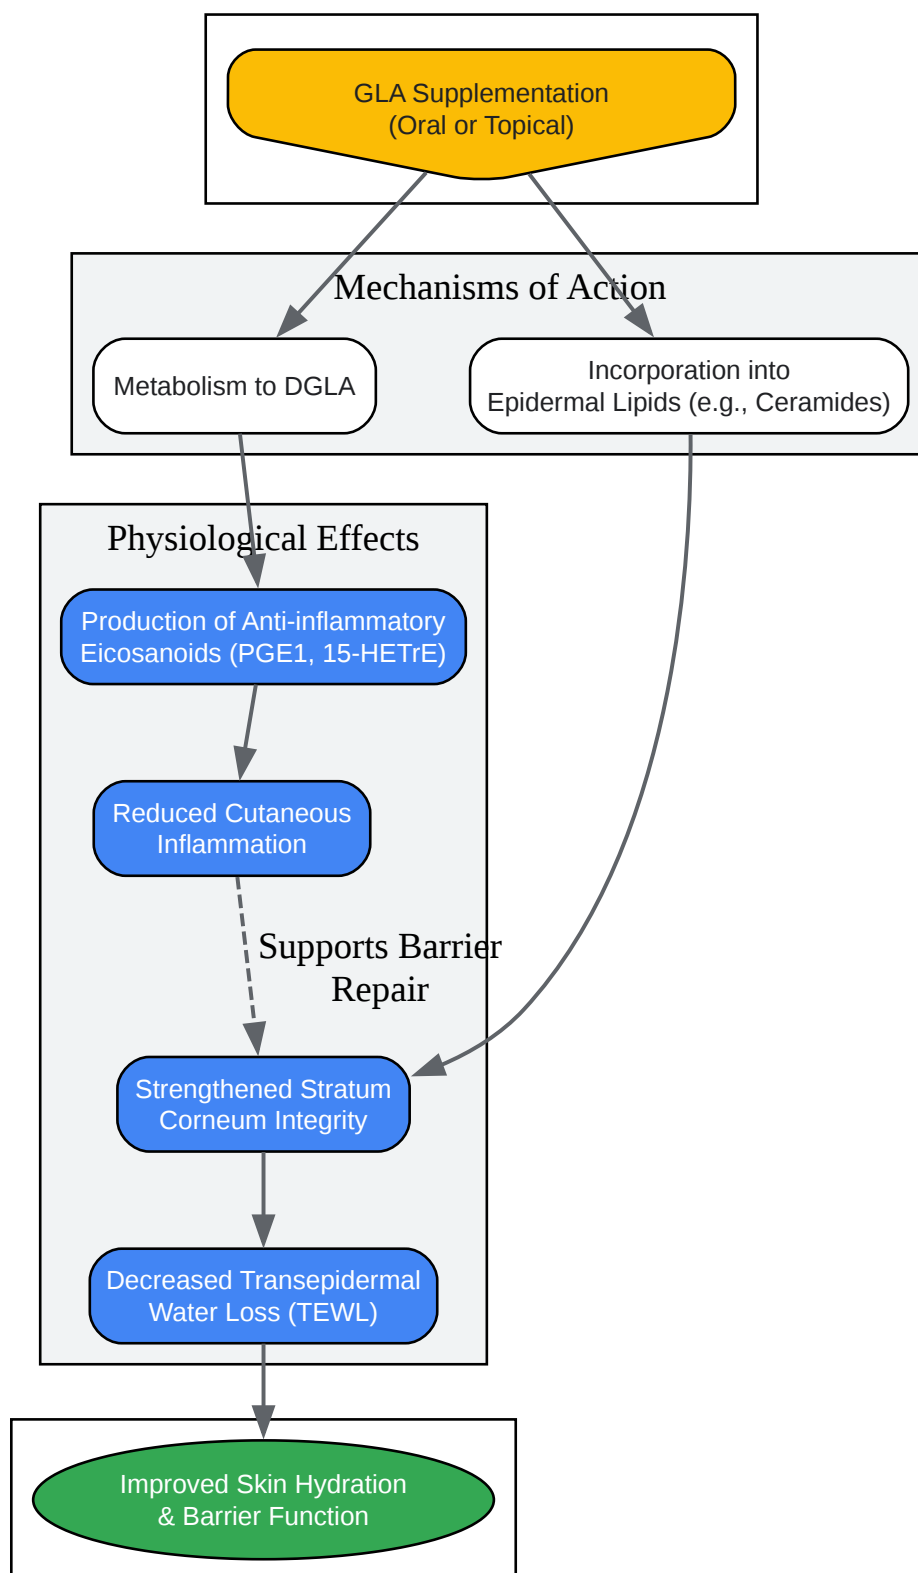 GLA Supplementation
(Oral or Topical)
Mechanisms of Action
Metabolism to DGLA
Incorporation into
Epidermal Lipids (e.g., Ceramides)
Physiological Effects
Production of Anti-inflammatory
Eicosanoids (PGE1, 15-HETrE)
Reduced Cutaneous
Inflammation
Supports Barrier
Repair
Strengthened Stratum
Corneum Integrity
Decreased Transepidermal
Water Loss (TEWL)
Improved Skin Hydration
& Barrier Function